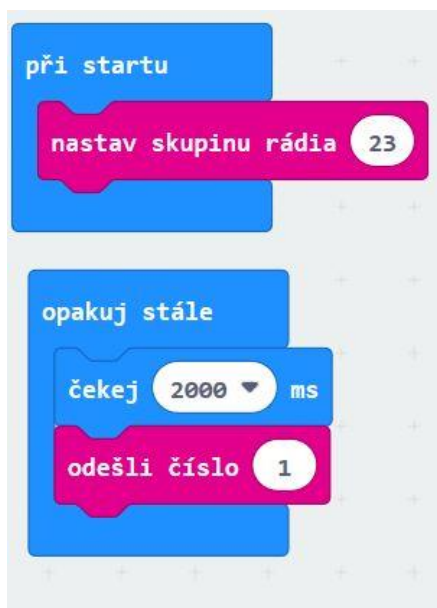 při startu
nastav skupinu rádia 23
opakuj stále
čekej 2000 ms
odešli číslo 1